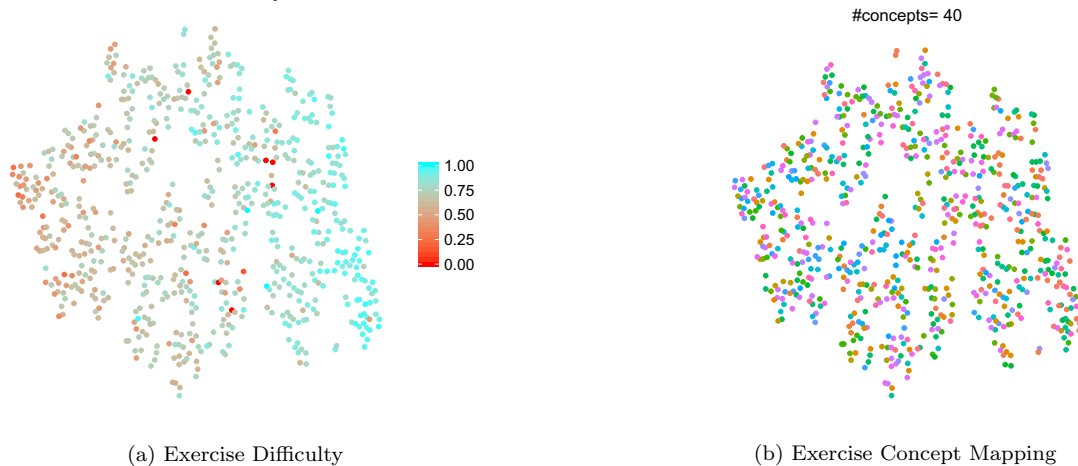 #concepts= 40
1.00
0.75
0.50
0.25
0.00
(a) Exercise Difficulty
(b) Exercise Concept Mapping